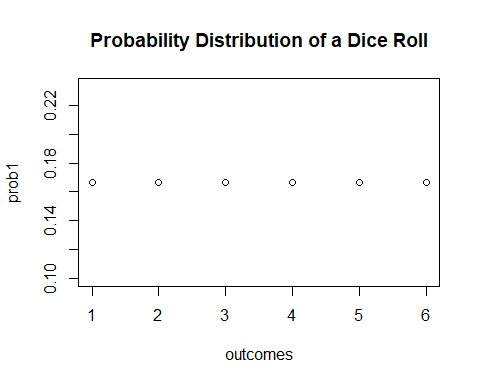 Probability Distribution of a Dice Roll
prob1
0.22
0.18
0.14
0.10
1 2 3 4 5 6
outcomes